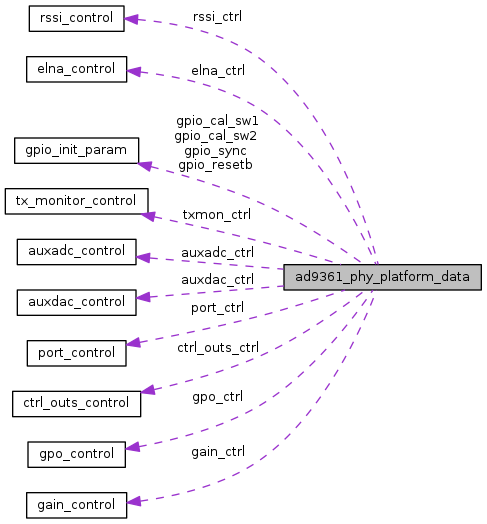 rssi_control
rssi_ctrl
elna_control
elna_ctrl
gpio_init_param
gpio_cal_sw1
gpio_cal_sw2
gpio_sync
gpio_resetb
tx_monitor_control
txmon_ctrl
auxadc_control
auxadc_ctrl
ad9361_phy_platform_data
auxdac_control
auxdac_ctrl
port_control
port_ctrl
ctrl_outs_control
ctrl_outs_ctrl
gpo_control
gpo_ctrl
gain_control
gain_ctrl